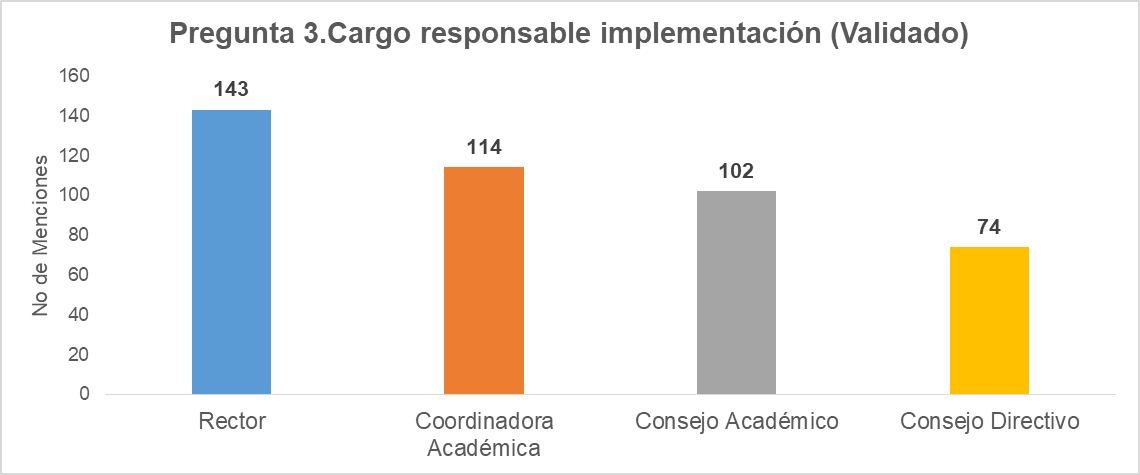 Pregunta 3.Cargo responsable implementación (Validado)
No de Menciones
160
140
120
100
80
60
40
20
0
143
114
102
74
Rector
Coordinadora
Académica
Consejo Académico
Consejo Directivo